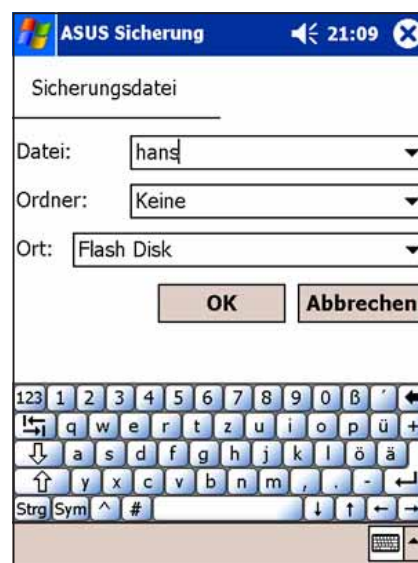 ASUS Sicherung 21:09
Sicherungsdatei
Datei: hans
Ordner: Keine
Ort: Flash Disk
OK Abbrechen
123 1 2 3 4 5 6 7 8 9 0 ß ´
q w e r t z u i o p ü +
a s d f g h j k l ö ä
y x c v b n m , . -
Strg Sym ^ #